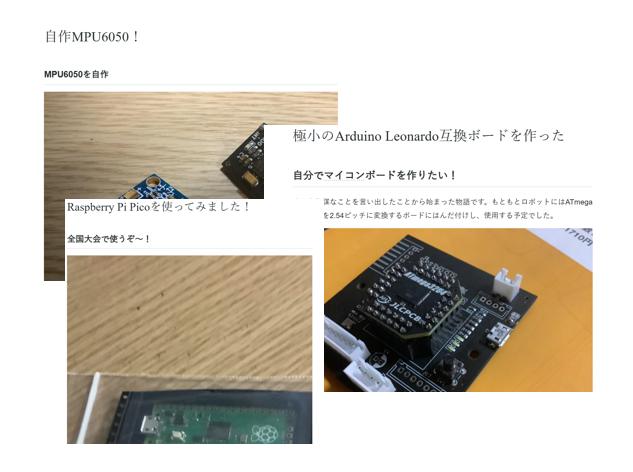 自作MPU6050！
MPU6050を自作
極小のArduino Leonardo互換ボードを作った
自分でマイコンボードを作りたい！
なことを言い出したことから始まった物語です。もともとロボットにはATmega
を2.54ピッチに変換するボードにはんだ付けし、使用する予定でした。
Raspberry Pi Picoを使ってみました！
全国大会で使うぞ〜！
1710円
JLCPCB